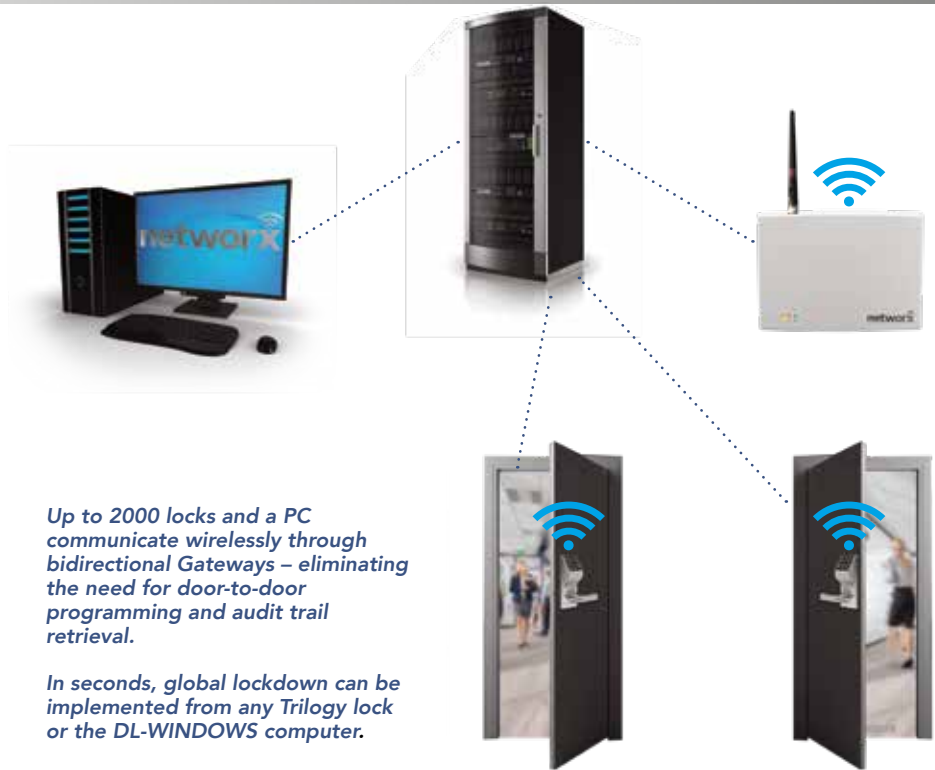 networx
networx
Up to 2000 locks and a PC
communicate wirelessly through
bidirectional Gateways – eliminating
the need for door-to-door
programming and audit trail
retrieval.
In seconds, global lockdown can be
implemented from any Trilogy lock
or the DL-WINDOWS computer.